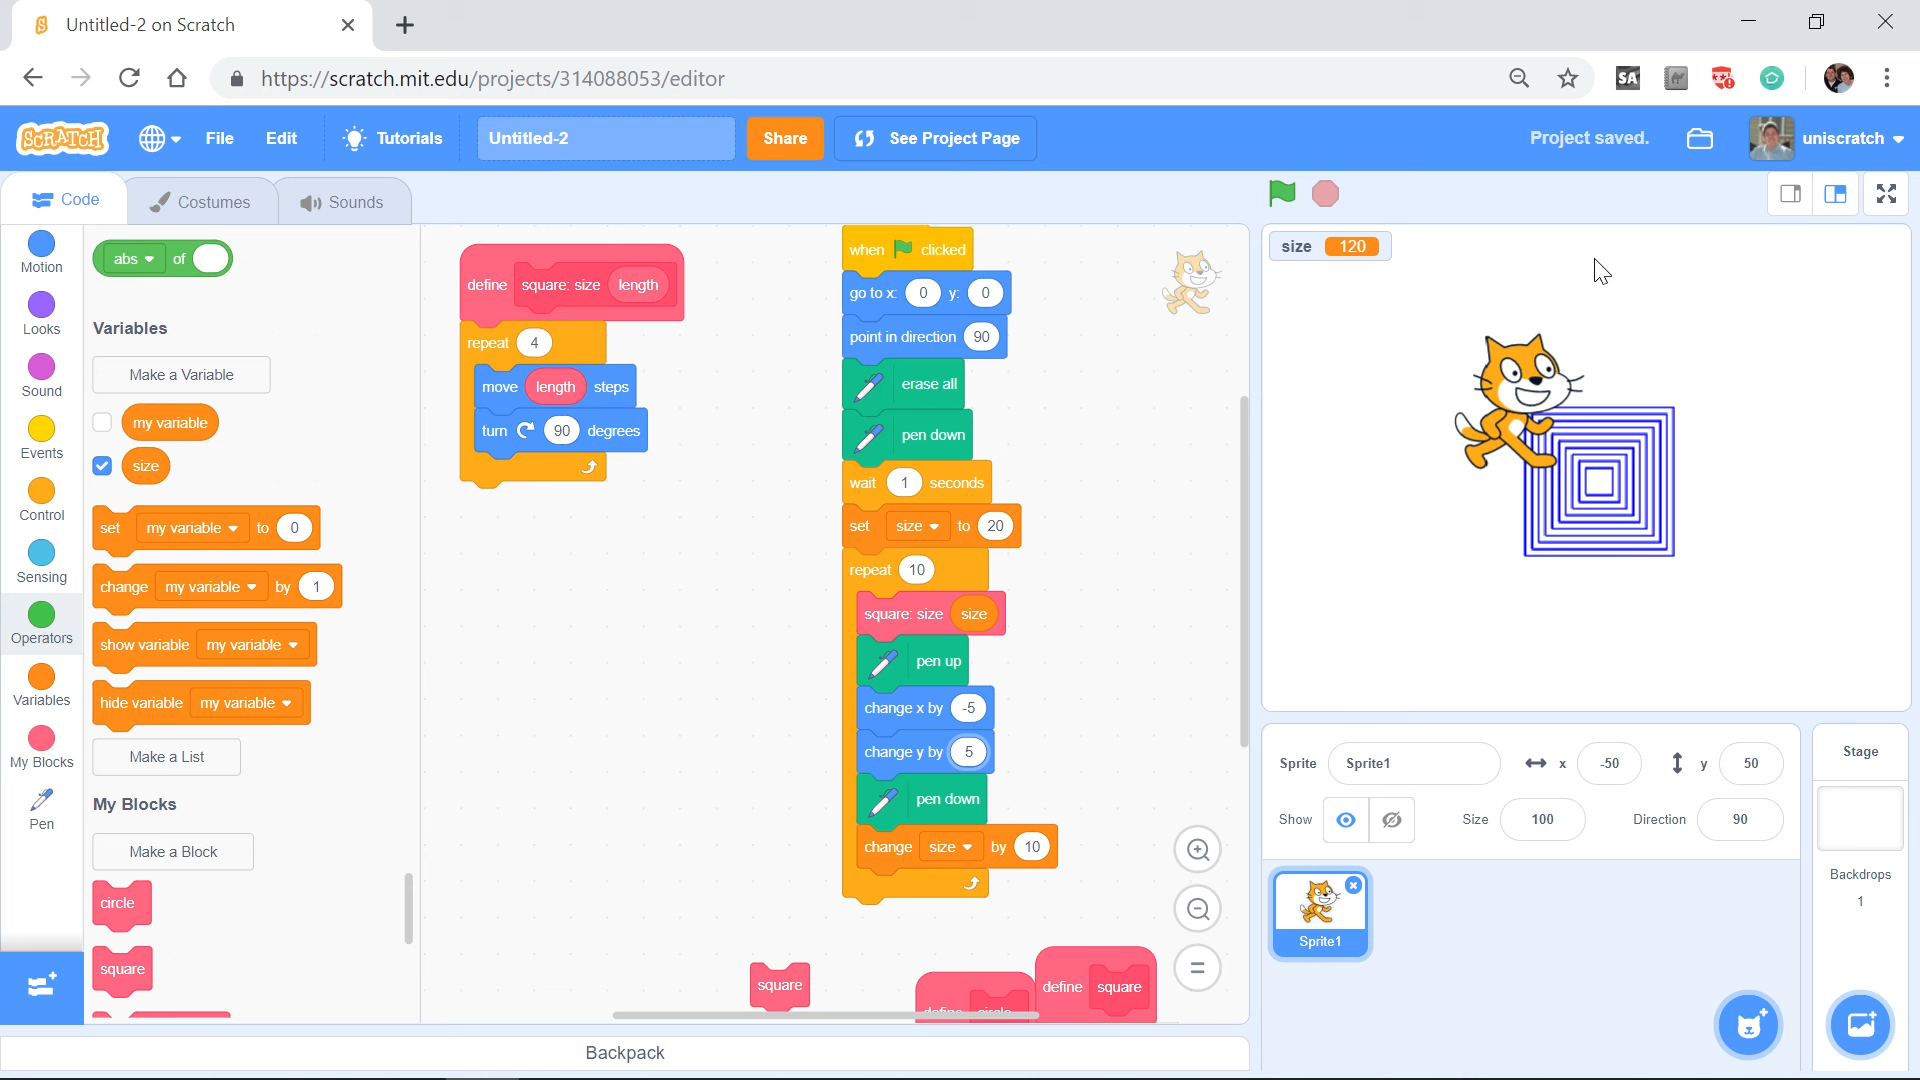 Untitled-2 on Scratch
https://scratch.mit.edu/projects/314088053/editor
SA
SCRATCH
File
Edit
Tutorials
Untitled-2
Share
See Project Page
Project saved.
uniscratch
Code
Costumes
Sounds
Motion
Looks
Sound
Events
Control
Sensing
Operators
Variables
My Blocks
Pen
abs of
Variables
Make a Variable
my variable
size
set my variable to 0
change my variable by 1
show variable my variable
hide variable my variable
Make a List
My Blocks
Make a Block
circle
square
define square: size length
repeat 4
move length steps
turn 90 degrees
when clicked
go to x: 0 y: 0
point in direction 90
erase all
pen down
wait 1 seconds
set size to 20
repeat 10
square: size size
pen up
change x by -5
change y by 5
pen down
change size by 10
square
define circle
define square
Backpack
size 120
Sprite Sprite1 x -50 y 50
Show Size 100 Direction 90
Sprite1
Stage
Backdrops
1